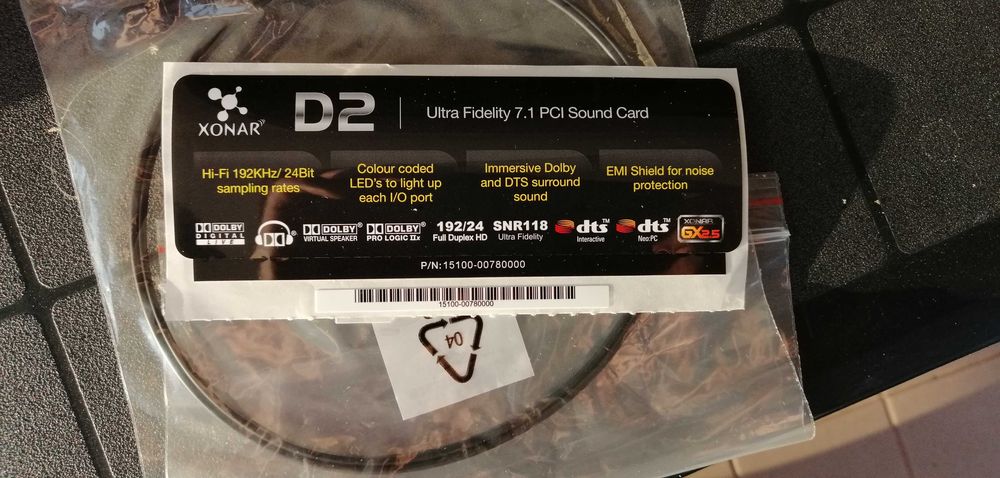 XONAR
D2
Ultra Fidelity 7.1 PCI Sound Card
Hi-Fi 192KHz/ 24Bit
sampling rates
Colour coded
LED's to light up
each I/O port
Immersive Dolby
and DTS surround
sound
EMI Shield for noise
protection
DOLBY
DIGITAL
LIVE
DOLBY
VIRTUAL SPEAKER
DOLBY
PRO LOGIC IIx
192/24
Full Duplex HD
SNR118
Ultra Fidelity
dts™
Interactive
dts™
Neo:PC
XONAR
GX2.5
P/N:15100-00780000
15100-00780000
04